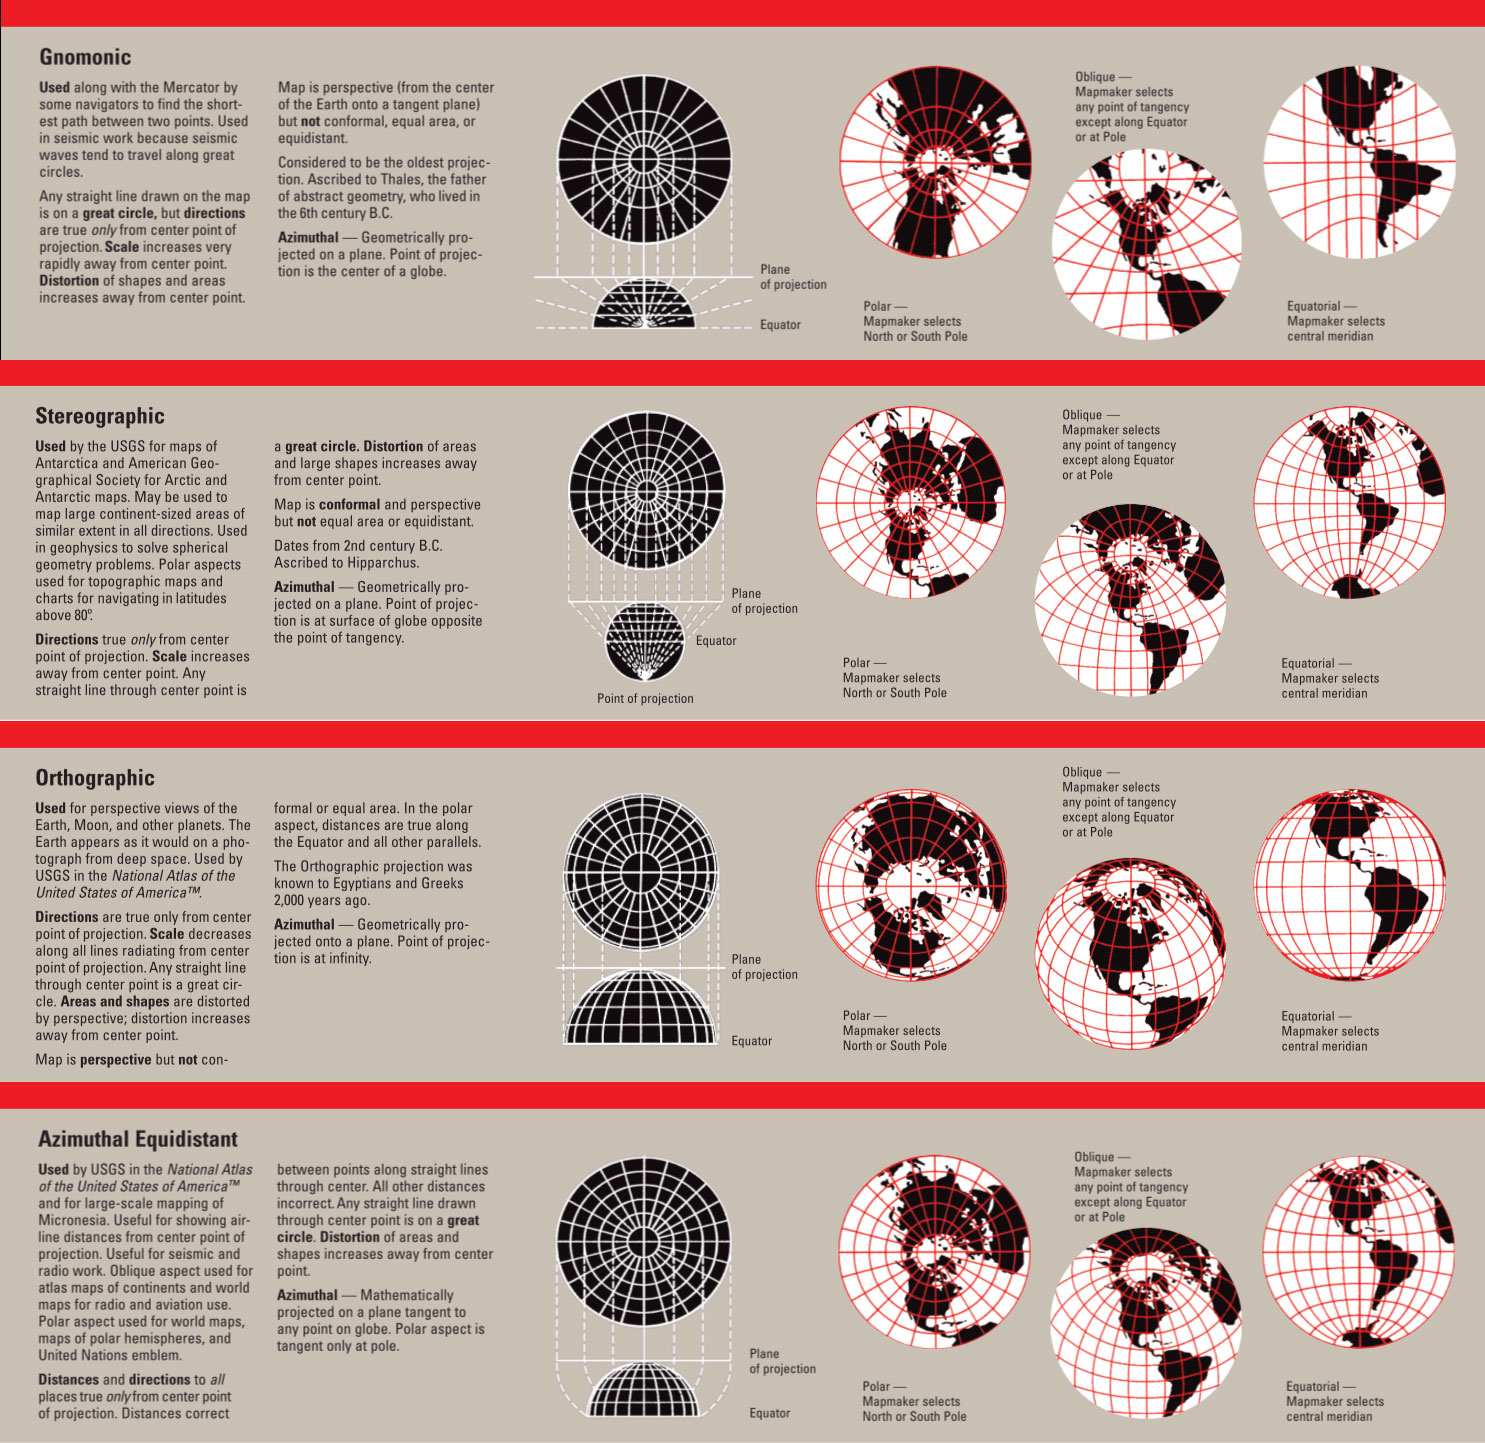 Gnomonic
Used along with the Mercator by
some navigators to find the short-
est path between two points. Used
in seismic work because seismic
waves tend to travel along great
circles.
Any straight line drawn on the map
is on a great circle, but directions
are true only from center point of
projection. Scale increases very
rapidly away from center point.
Distortion of shapes and areas
increases away from center point.
Map is perspective (from the center
of the Earth onto a tangent plane)
but not conformal, equal area, or
equidistant.
Considered to be the oldest projec-
tion. Ascribed to Thales, the father
of abstract geometry, who lived in
the 6th century B.C.
Azimuthal — Geometrically pro-
jected on a plane. Point of projec-
tion is the center of a globe.
Plane
of projection
Equator
Polar —
Mapmaker selects
North or South Pole
Oblique —
Mapmaker selects
any point of tangency
except along Equator
or at Pole
Equatorial —
Mapmaker selects
central meridian
Stereographic
Used by the USGS for maps of
Antarctica and American Geo-
graphical Society for Arctic and
Antarctic maps. May be used to
map large continent-sized areas of
similar extent in all directions. Used
in geophysics to solve spherical
geometry problems. Polar aspects
used for topographic maps and
charts for navigating in latitudes
above 80º.
Directions true only from center
point of projection. Scale increases
away from center point. Any
straight line through center point is
a great circle. Distortion of areas
and large shapes increases away
from center point.
Map is conformal and perspective
but not equal area or equidistant.
Dates from 2nd century B.C.
Ascribed to Hipparchus.
Azimuthal — Geometrically pro-
jected on a plane. Point of projec-
tion is at surface of globe opposite
the point of tangency.
Plane
of projection
Equator
Point of projection
Polar —
Mapmaker selects
North or South Pole
Oblique —
Mapmaker selects
any point of tangency
except along Equator
or at Pole
Equatorial —
Mapmaker selects
central meridian
Orthographic
Used for perspective views of the
Earth, Moon, and other planets. The
Earth appears as it would on a pho-
tograph from deep space. Used by
USGS in the National Atlas of the
United States of America™.
Directions are true only from center
point of projection. Scale decreases
along all lines radiating from center
point of projection. Any straight line
through center point is a great cir-
cle. Areas and shapes are distorted
by perspective; distortion increases
away from center point.
Map is perspective but not con-
formal or equal area. In the polar
aspect, distances are true along
the Equator and all other parallels.
The Orthographic projection was
known to Egyptians and Greeks
2,000 years ago.
Azimuthal — Geometrically pro-
jected onto a plane. Point of projec-
tion is at infinity.
Plane
of projection
Equator
Polar —
Mapmaker selects
North or South Pole
Oblique —
Mapmaker selects
any point of tangency
except along Equator
or at Pole
Equatorial —
Mapmaker selects
central meridian
Azimuthal Equidistant
Used by USGS in the National Atlas
of the United States of America™
and for large-scale mapping of
Micronesia. Useful for showing air-
line distances from center point of
projection. Useful for seismic and
radio work. Oblique aspect used for
atlas maps of continents and world
maps for radio and aviation use.
Polar aspect used for world maps,
maps of polar hemispheres, and
United Nations emblem.
Distances and directions to all
places true only from center point
of projection. Distances correct
between points along straight lines
through center. All other distances
incorrect. Any straight line drawn
through center point is on a great
circle. Distortion of areas and
shapes increases away from center
point.
Azimuthal — Mathematically
projected on a plane tangent to
any point on globe. Polar aspect is
tangent only at pole.
Plane
of projection
Equator
Polar —
Mapmaker selects
North or South Pole
Oblique —
Mapmaker selects
any point of tangency
except along Equator
or at Pole
Equatorial —
Mapmaker selects
central meridian